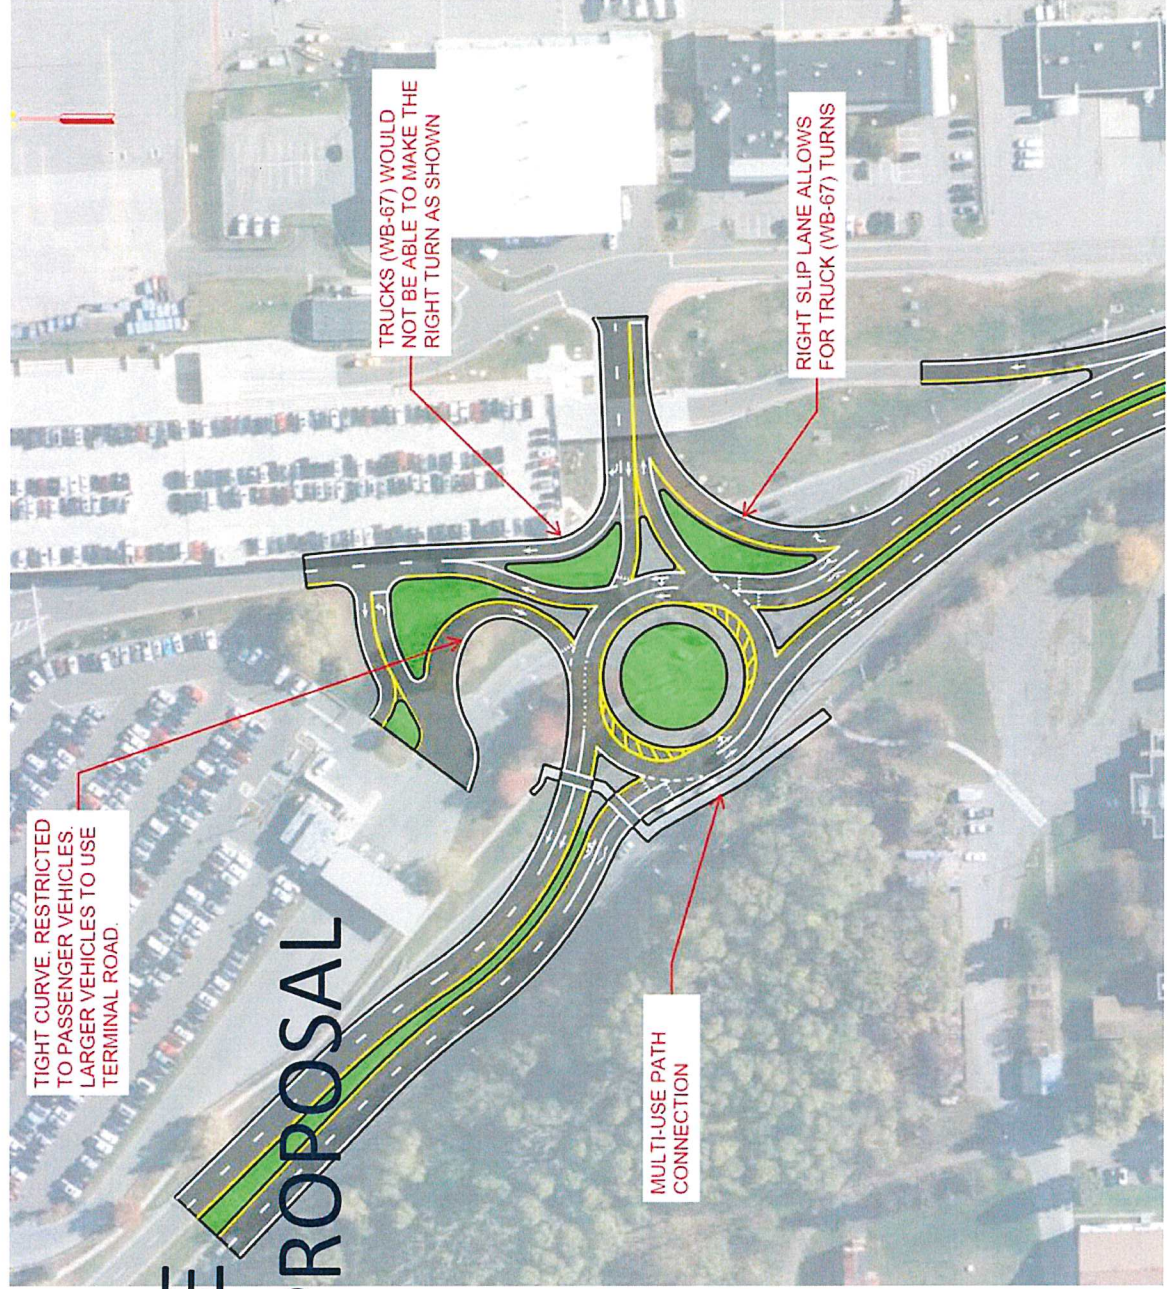 TIGHT CURVE. RESTRICTED
TO PASSENGER VEHICLES.
LARGER VEHICLES TO USE
TERMINAL ROAD.
TRUCKS (WB-67) WOULD
NOT BE ABLE TO MAKE THE
RIGHT TURN AS SHOWN
RIGHT SLIP LANE ALLOWS
FOR TRUCK (WB-67) TURNS
MULTI-USE PATH
CONNECTION
E
ROPOSAL